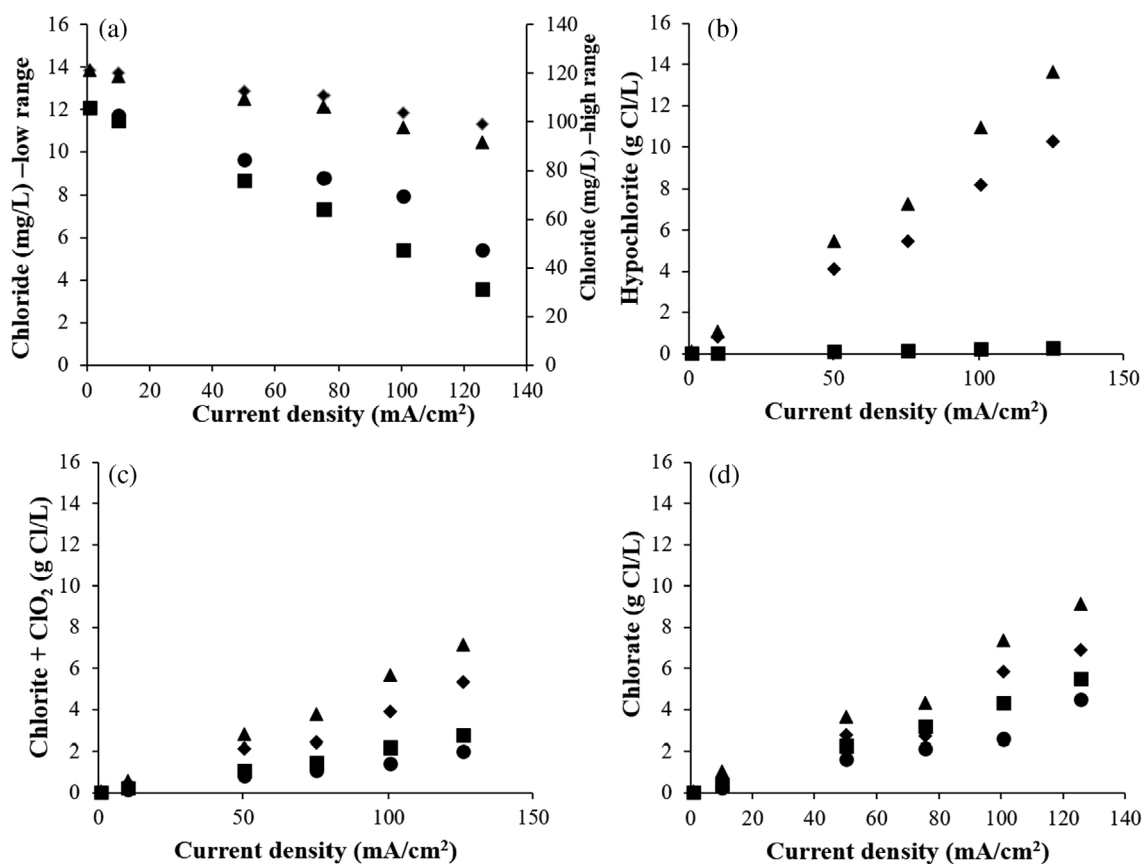 (a)
16
14
12
10
8
6
4
2
0
Chloride (mg/L) –low range
140
120
100
80
60
40
20
0
Chloride (mg/L) –high range
0 20 40 60 80 100 120 140
Current density (mA/cm²)
(b)
16
14
12
10
8
6
4
2
0
Hypochlorite (g Cl/L)
0 50 100 150
Current density (mA/cm²)
(c)
16
14
12
10
8
6
4
2
0
Chlorite + ClO₂ (g Cl/L)
0 50 100 150
Current density (mA/cm²)
(d)
16
14
12
10
8
6
4
2
0
Chlorate (g Cl/L)
0 20 40 60 80 100 120 140
Current density (mA/cm²)